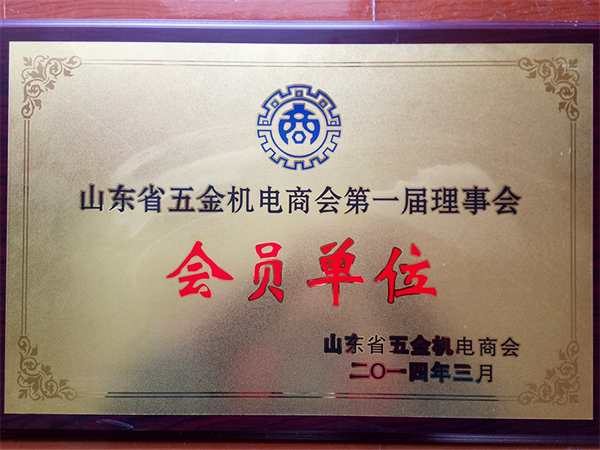 商
山东省五金机电商会第一届理事会
会员单位
山东省五金机电商会
二〇一四年三月